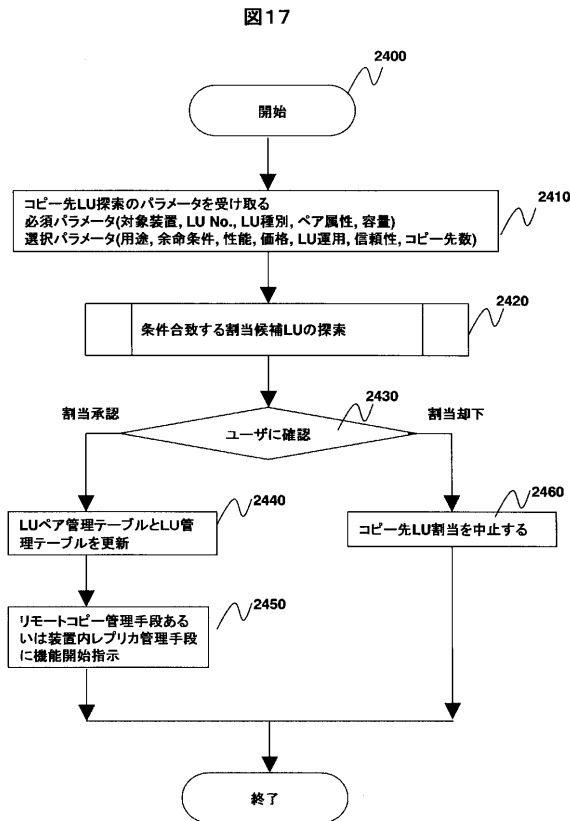 図17
2400
開始
コピー先LU探索のパラメータを受け取る
必須パラメータ(対象装置, LU No., LU種別, ペア属性, 容量)
選択パラメータ(用途, 余命条件, 性能, 価格, LU運用, 信頼性, コピー先数)
2410
条件合致する割当候補LUの探索
2420
ユーザに確認
2430
割当承認
割当却下
LUペア管理テーブルとLU管
理テーブルを更新
2440
コピー先LU割当を中止する
2460
リモートコピー管理手段ある
いは装置内レプリカ管理手段
に機能開始指示
2450
終了